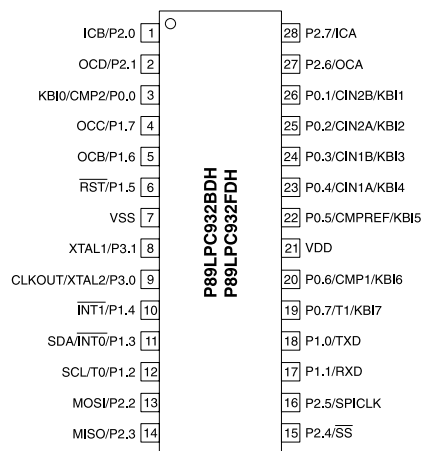 ICB/P2.0 1
OCD/P2.1 2
KBI0/CMP2/P0.0 3
OCC/P1.7 4
OCB/P1.6 5
RST/P1.5 6
VSS 7
XTAL1/P3.1 8
CLKOUT/XTAL2/P3.0 9
INT1/P1.4 10
SDA/INT0/P1.3 11
SCL/T0/P1.2 12
MOSI/P2.2 13
MISO/P2.3 14
P89LPC932BDH
P89LPC932FDH
28 P2.7/ICA
27 P2.6/OCA
26 P0.1/CIN2B/KBI1
25 P0.2/CIN2A/KBI2
24 P0.3/CIN1B/KBI3
23 P0.4/CIN1A/KBI4
22 P0.5/CMPREF/KBI5
21 VDD
20 P0.6/CMP1/KBI6
19 P0.7/T1/KBI7
18 P1.0/TXD
17 P1.1/RXD
16 P2.5/SPICLK
15 P2.4/SS